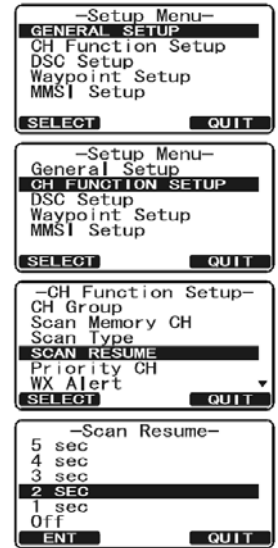 —Setup Menu—
GENERAL SETUP
CH Function Setup
DSC Setup
Waypoint Setup
MMSI Setup
SELECT QUIT
—Setup Menu—
General Setup
CH FUNCTION SETUP
DSC Setup
Waypoint Setup
MMSI Setup
SELECT QUIT
—CH Function Setup—
CH Group
Scan Memory CH
Scan Type
SCAN RESUME
Priority CH
WX Alert
SELECT QUIT
—Scan Resume—
5 sec
4 sec
3 sec
2 SEC
1 sec
Off
ENT QUIT